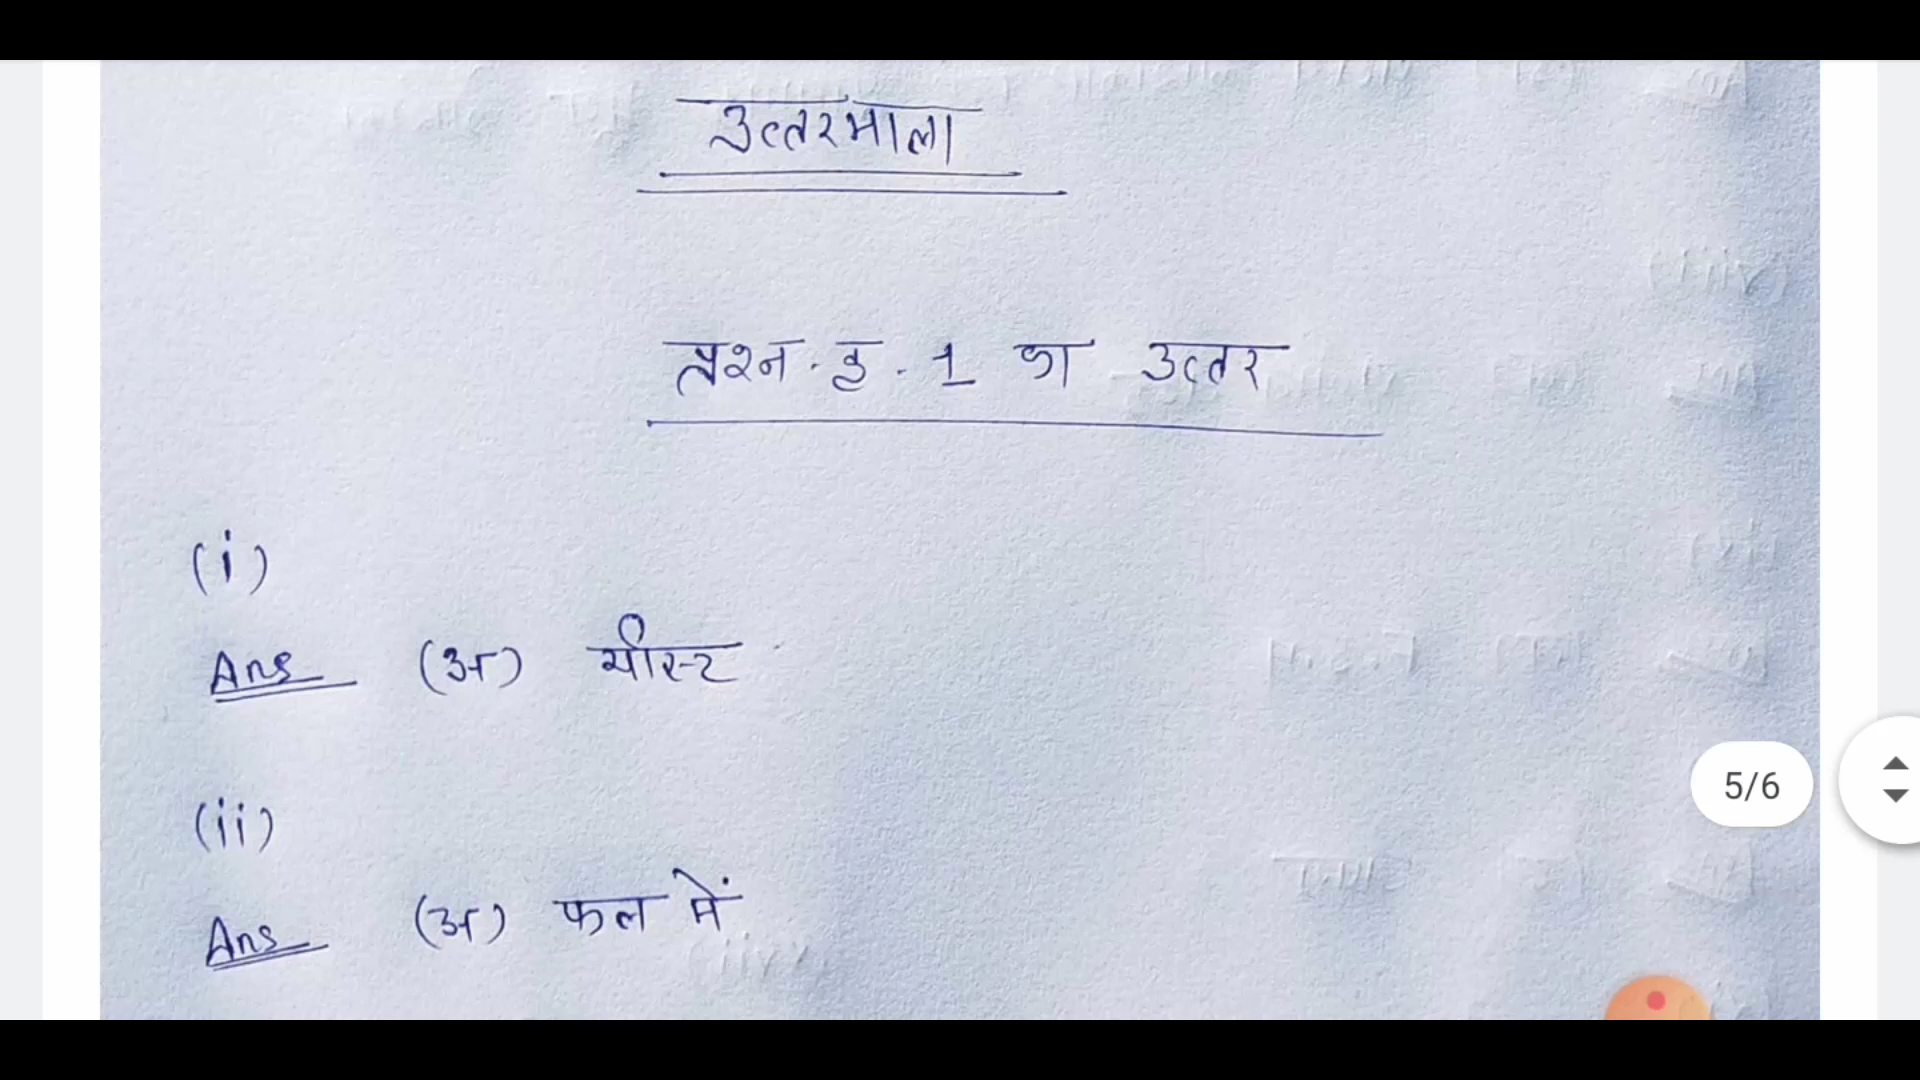 उत्तरमाला
प्रश्न. क्र. 1 का उत्तर
(i)
Ans (अ) यीस्ट
(ii)
Ans (अ) फल में
5/6